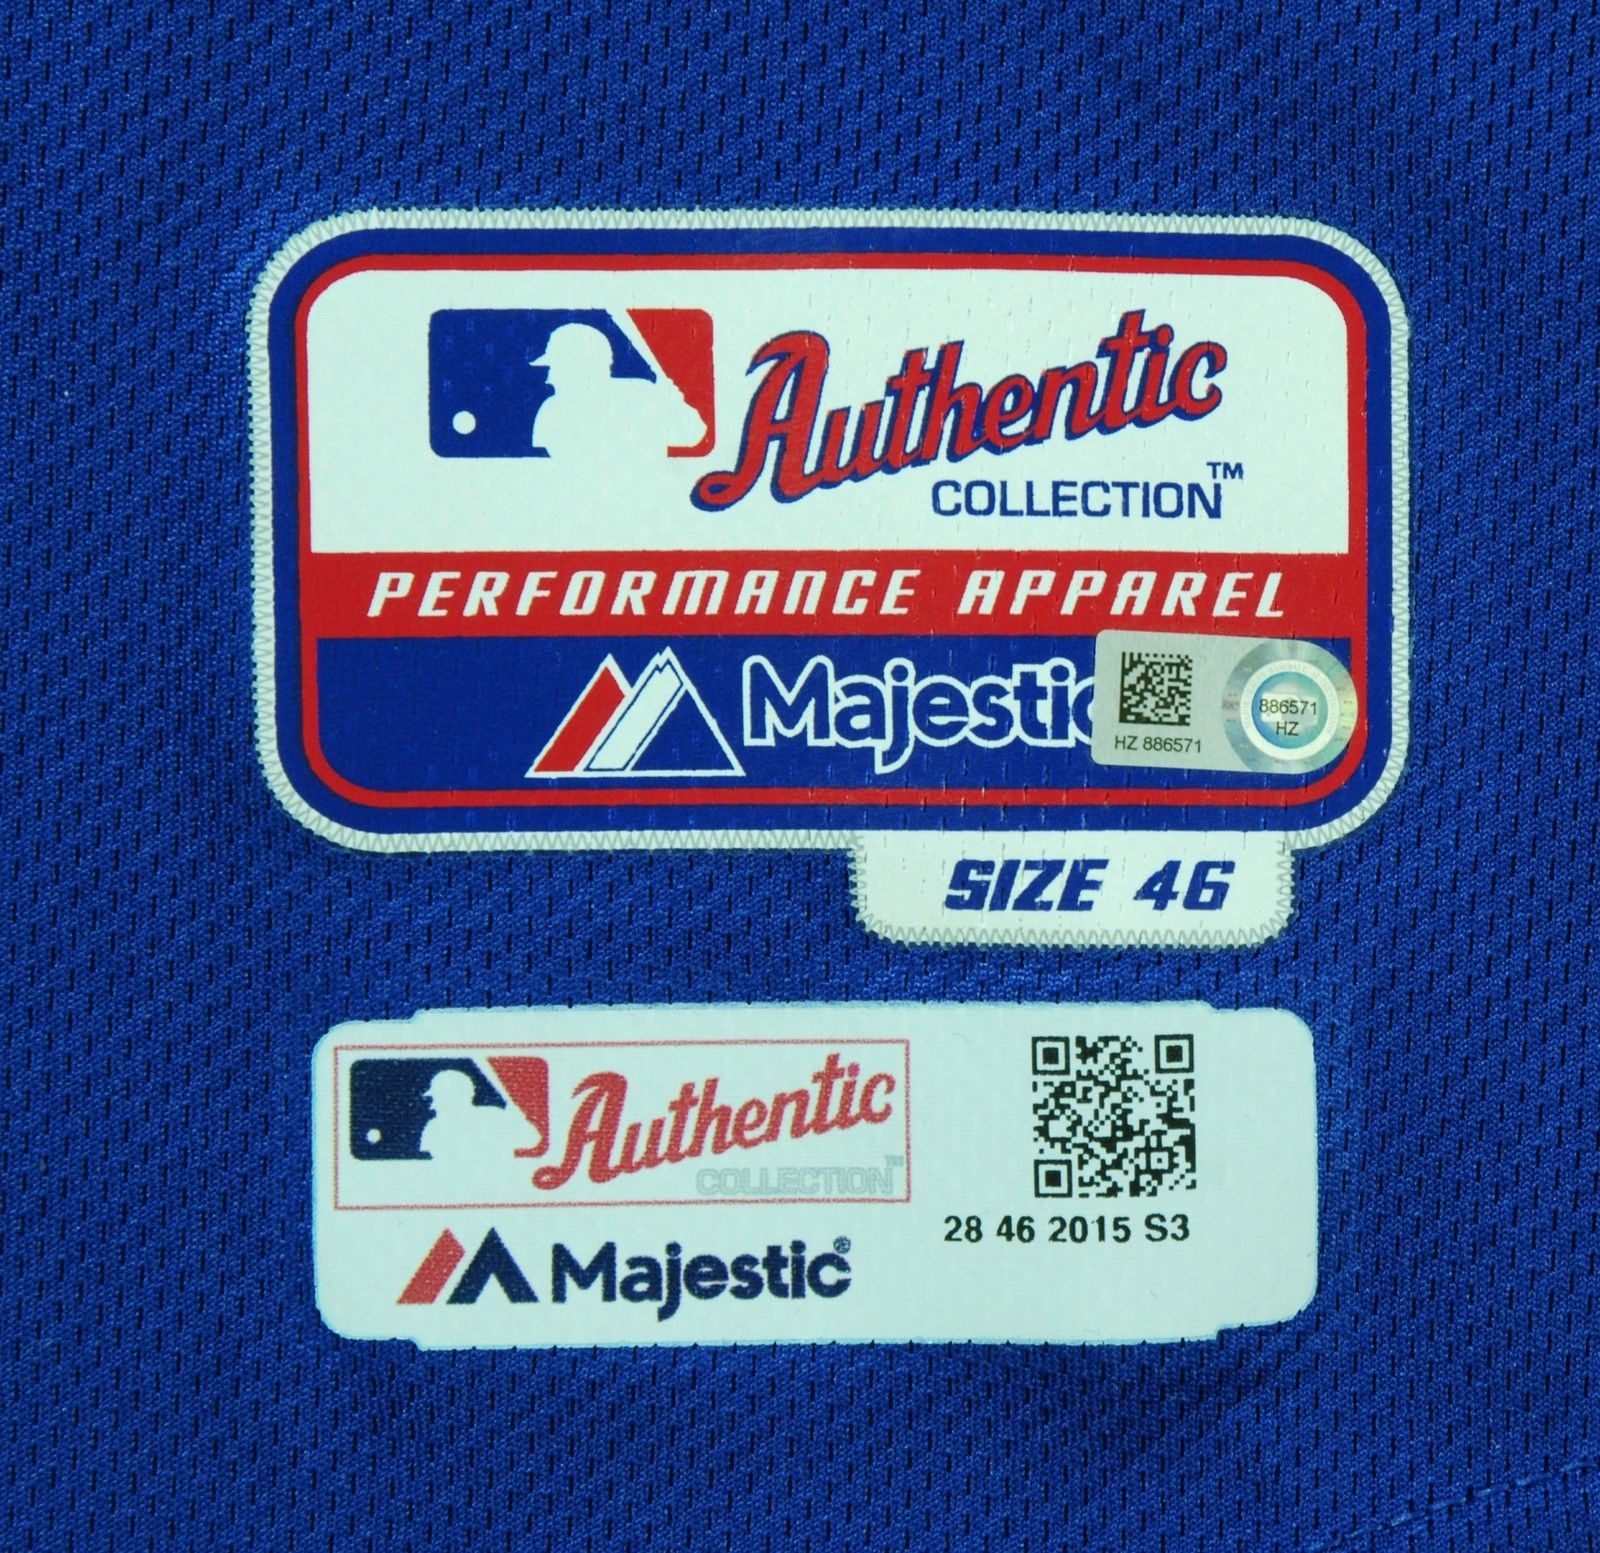 Authentic
COLLECTION™
PERFORMANCE APPAREL
Majestic
HZ 886571
886571
HZ
SIZE 46
Authentic
COLLECTION™
Majestic®
28 46 2015 S3